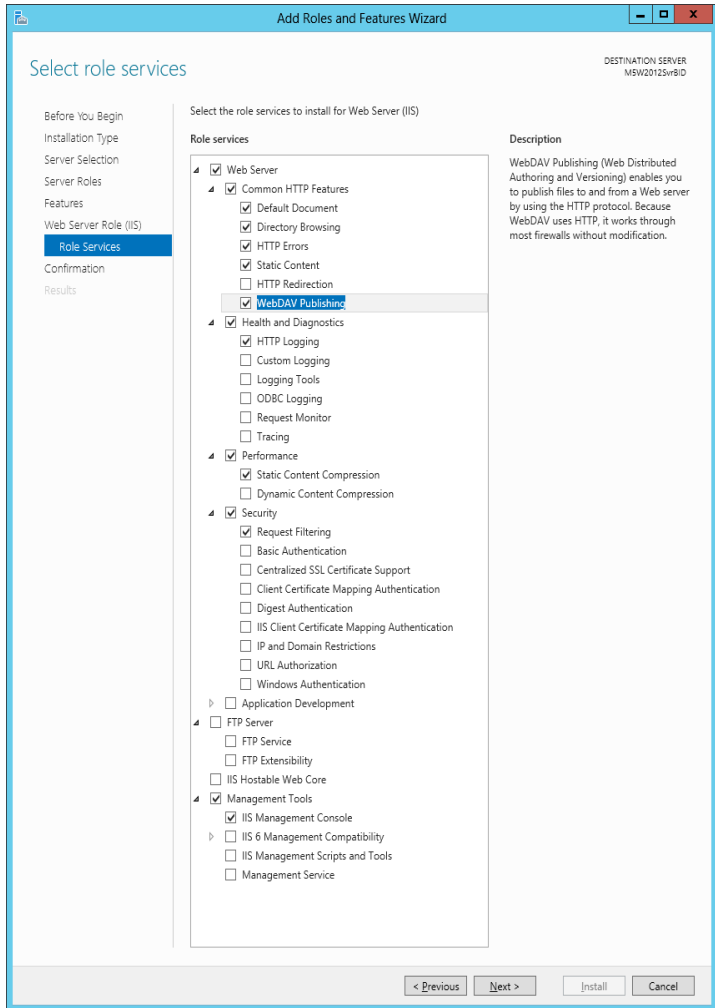 Add Roles and Features Wizard
Select role services
DESTINATION SERVER
M5W2012SvrBID
Before You Begin
Installation Type
Server Selection
Server Roles
Features
Web Server Role (IIS)
Role Services
Confirmation
Results
Select the role services to install for Web Server (IIS)
Role services
Web Server
Common HTTP Features
Default Document
Directory Browsing
HTTP Errors
Static Content
HTTP Redirection
WebDAV Publishing
Health and Diagnostics
HTTP Logging
Custom Logging
Logging Tools
ODBC Logging
Request Monitor
Tracing
Performance
Static Content Compression
Dynamic Content Compression
Security
Request Filtering
Basic Authentication
Centralized SSL Certificate Support
Client Certificate Mapping Authentication
Digest Authentication
IIS Client Certificate Mapping Authentication
IP and Domain Restrictions
URL Authorization
Windows Authentication
Application Development
FTP Server
FTP Service
FTP Extensibility
IIS Hostable Web Core
Management Tools
IIS Management Console
IIS 6 Management Compatibility
IIS Management Scripts and Tools
Management Service
Description
WebDAV Publishing (Web Distributed
Authoring and Versioning) enables you
to publish files to and from a Web server
by using the HTTP protocol. Because
WebDAV uses HTTP, it works through
most firewalls without modification.
< Previous
Next >
Install
Cancel